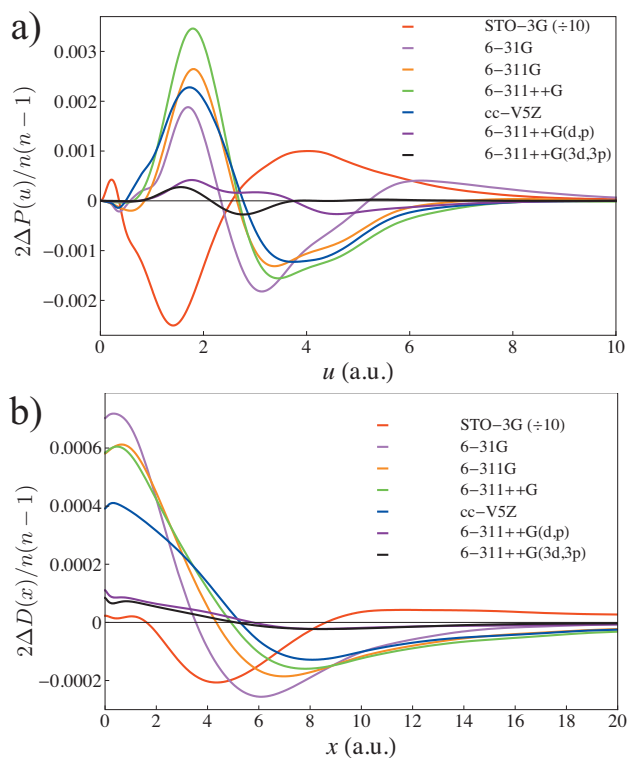 a)
2ΔP(u)/n(n−1)
0.003
0.002
0.001
0
−0.001
−0.002
STO−3G (÷10)
6−31G
6−311G
6−311++G
cc−V5Z
6−311++G(d,p)
6−311++G(3d,3p)
0 2 4 6 8 10
u (a.u.)
b)
2ΔD(x)/n(n−1)
0.0006
0.0004
0.0002
0
−0.0002
STO−3G (÷10)
6−31G
6−311G
6−311++G
cc−V5Z
6−311++G(d,p)
6−311++G(3d,3p)
0 2 4 6 8 10 12 14 16 18 20
x (a.u.)